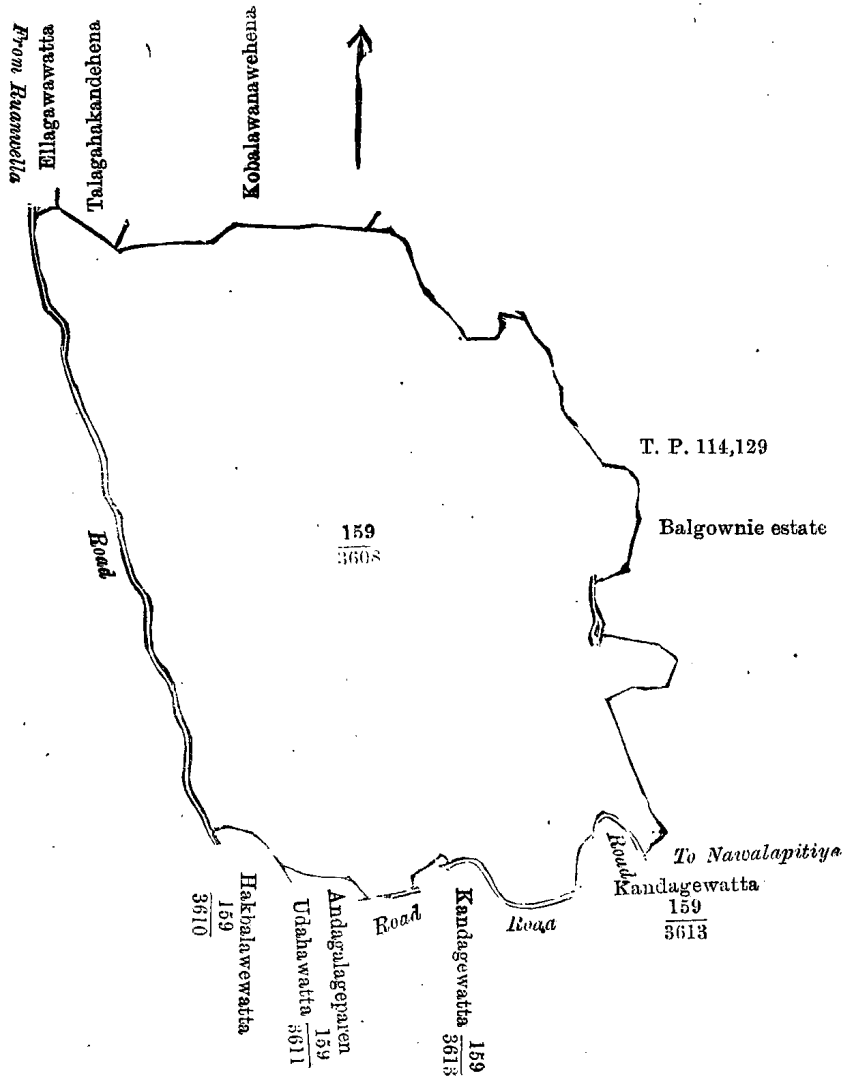 From Ruanwella
Ellagawawatta
Talagahakandehena
Kobalawanawehena
T. P. 114,129
Balgownie estate
159
3608
Road
To Nawalapitiya
Road
Kandagewatta
159
3613
Road
Road
Kandagewatta
159
3613
Andagalageparen
Udahawatta
159
3611
Hakbalawewatta
159
3610